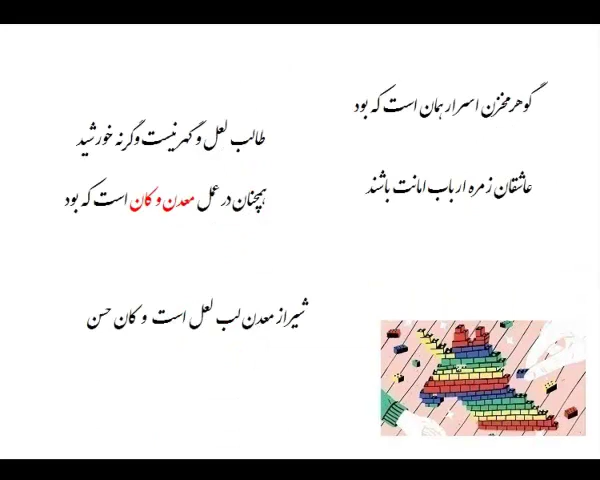 گوهر مخزن اسرار همان است که بود
عاشقان زمره ارباب امانت باشند
طالب لعل و گهر نیست وگرنه خورشید
همچنان در عمل معدن و کان است که بود
شیراز معدن لب لعل است و کان حسن